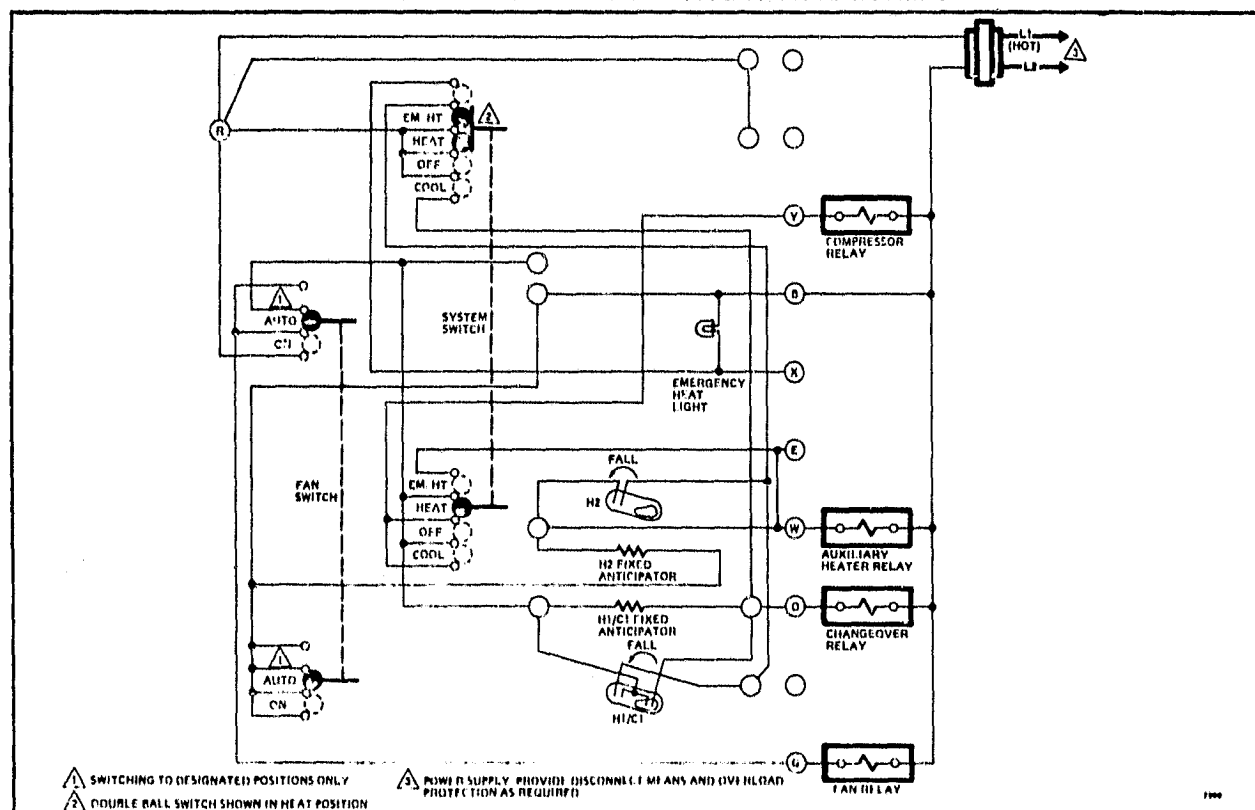 L1
(HOT)
3
L2
R
EM. HT
HEAT
OFF
COOL
2
Y
COMPRESSOR
RELAY
1
AUTO
ON
SYSTEM
SWITCH
B
X
EMERGENCY
HEAT
LIGHT
FAN
SWITCH
EM. HT
HEAT
OFF
COOL
FALL
H2
E
W
AUXILIARY
HEATER RELAY
H2 FIXED
ANTICIPATOR
H1/C1 FIXED
ANTICIPATOR
O
CHANGEOVER
RELAY
FALL
H1/C1
1
AUTO
ON
G
FAN RELAY
1 SWITCHING TO DESIGNATED POSITIONS ONLY
2 DOUBLE BALL SWITCH SHOWN IN HEAT POSITION
3 POWER SUPPLY. PROVIDE DISCONNECT MEANS AND OVERLOAD
PROTECTION AS REQUIRED